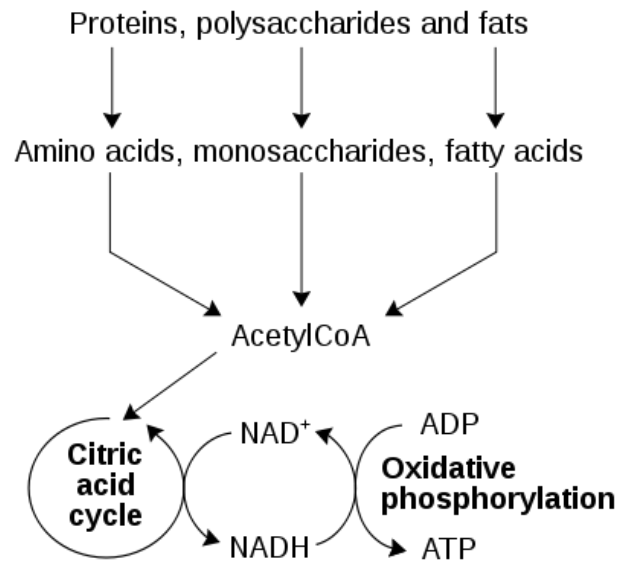 Proteins, polysaccharides and fats
Amino acids, monosaccharides, fatty acids
AcetylCoA
Citric
acid
cycle
NAD⁺
NADH
ADP
Oxidative
phosphorylation
ATP